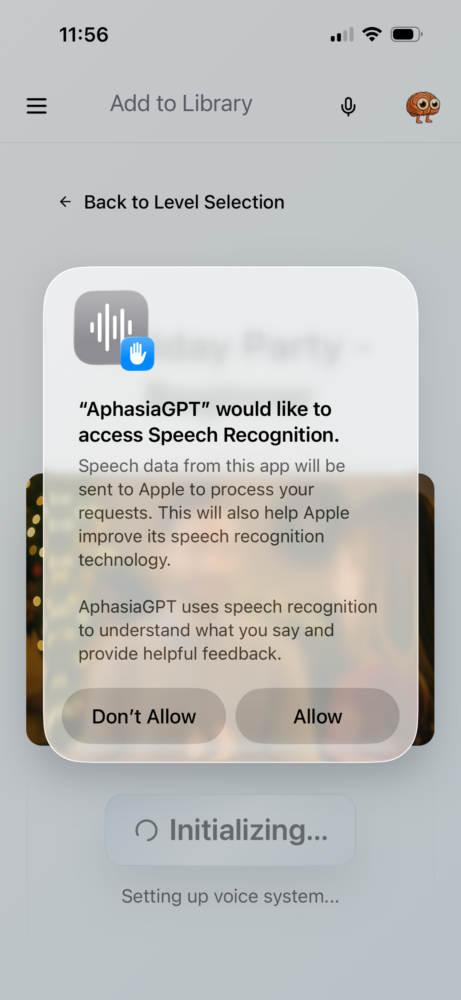 11:56
Add to Library
Back to Level Selection
day Party -
“AphasiaGPT” would like to
access Speech Recognition.
Speech data from this app will be
sent to Apple to process your
requests. This will also help Apple
improve its speech recognition
technology.
AphasiaGPT uses speech recognition
to understand what you say and
provide helpful feedback.
Don’t Allow
Allow
Initializing...
Setting up voice system...